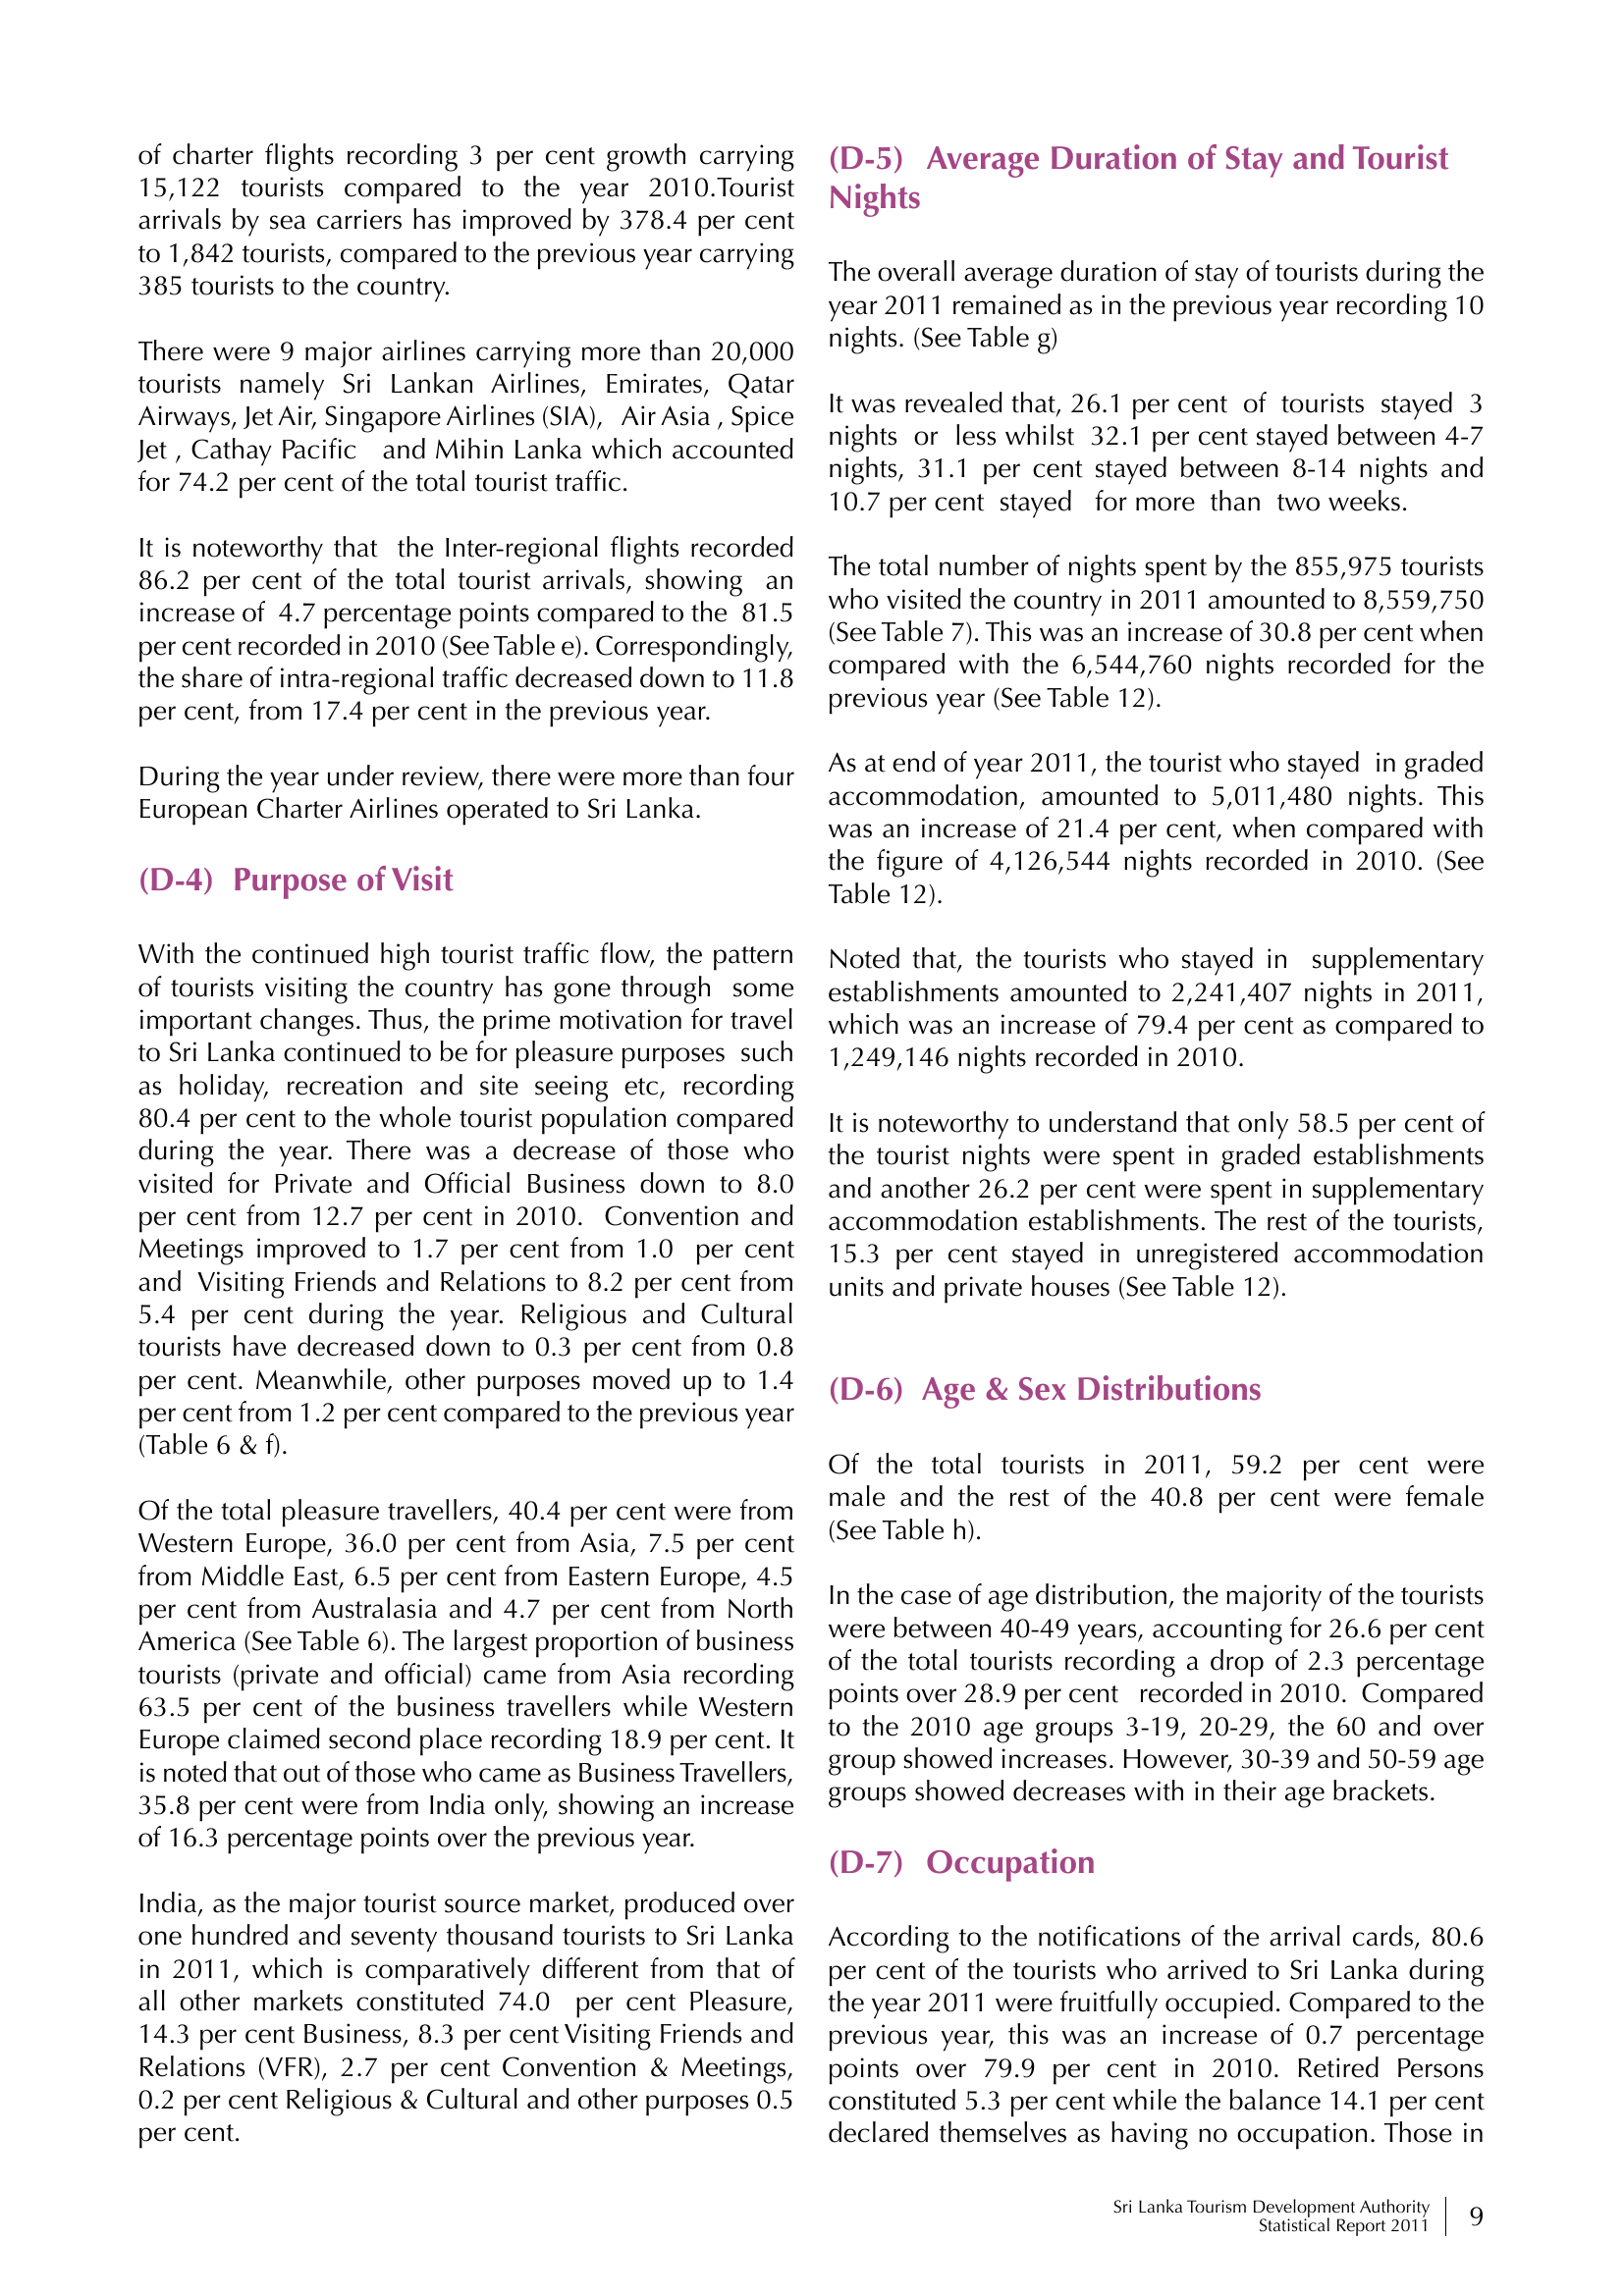 of charter flights recording 3 per cent growth carrying
15,122 tourists compared to the year 2010.Tourist
arrivals by sea carriers has improved by 378.4 per cent
to 1,842 tourists, compared to the previous year carrying
385 tourists to the country.
There were 9 major airlines carrying more than 20,000
tourists namely Sri Lankan Airlines, Emirates, Qatar
Airways, Jet Air, Singapore Airlines (SIA), Air Asia , Spice
Jet , Cathay Pacific and Mihin Lanka which accounted
for 74.2 per cent of the total tourist traffic.
It is noteworthy that the Inter-regional flights recorded
86.2 per cent of the total tourist arrivals, showing an
increase of 4.7 percentage points compared to the 81.5
per cent recorded in 2010 (See Table e). Correspondingly,
the share of intra-regional traffic decreased down to 11.8
per cent, from 17.4 per cent in the previous year.
During the year under review, there were more than four
European Charter Airlines operated to Sri Lanka.
(D-4) Purpose of Visit
With the continued high tourist traffic flow, the pattern
of tourists visiting the country has gone through some
important changes. Thus, the prime motivation for travel
to Sri Lanka continued to be for pleasure purposes such
as holiday, recreation and site seeing etc, recording
80.4 per cent to the whole tourist population compared
during the year. There was a decrease of those who
visited for Private and Official Business down to 8.0
per cent from 12.7 per cent in 2010. Convention and
Meetings improved to 1.7 per cent from 1.0 per cent
and Visiting Friends and Relations to 8.2 per cent from
5.4 per cent during the year. Religious and Cultural
tourists have decreased down to 0.3 per cent from 0.8
per cent. Meanwhile, other purposes moved up to 1.4
per cent from 1.2 per cent compared to the previous year
(Table 6 & f).
Of the total pleasure travellers, 40.4 per cent were from
Western Europe, 36.0 per cent from Asia, 7.5 per cent
from Middle East, 6.5 per cent from Eastern Europe, 4.5
per cent from Australasia and 4.7 per cent from North
America (See Table 6). The largest proportion of business
tourists (private and official) came from Asia recording
63.5 per cent of the business travellers while Western
Europe claimed second place recording 18.9 per cent. It
is noted that out of those who came as Business Travellers,
35.8 per cent were from India only, showing an increase
of 16.3 percentage points over the previous year.
India, as the major tourist source market, produced over
one hundred and seventy thousand tourists to Sri Lanka
in 2011, which is comparatively different from that of
all other markets constituted 74.0 per cent Pleasure,
14.3 per cent Business, 8.3 per cent Visiting Friends and
Relations (VFR), 2.7 per cent Convention & Meetings,
0.2 per cent Religious & Cultural and other purposes 0.5
per cent.
(D-5) Average Duration of Stay and Tourist
Nights
The overall average duration of stay of tourists during the
year 2011 remained as in the previous year recording 10
nights. (See Table g)
It was revealed that, 26.1 per cent of tourists stayed 3
nights or less whilst 32.1 per cent stayed between 4-7
nights, 31.1 per cent stayed between 8-14 nights and
10.7 per cent stayed for more than two weeks.
The total number of nights spent by the 855,975 tourists
who visited the country in 2011 amounted to 8,559,750
(See Table 7). This was an increase of 30.8 per cent when
compared with the 6,544,760 nights recorded for the
previous year (See Table 12).
As at end of year 2011, the tourist who stayed in graded
accommodation, amounted to 5,011,480 nights. This
was an increase of 21.4 per cent, when compared with
the figure of 4,126,544 nights recorded in 2010. (See
Table 12).
Noted that, the tourists who stayed in supplementary
establishments amounted to 2,241,407 nights in 2011,
which was an increase of 79.4 per cent as compared to
1,249,146 nights recorded in 2010.
It is noteworthy to understand that only 58.5 per cent of
the tourist nights were spent in graded establishments
and another 26.2 per cent were spent in supplementary
accommodation establishments. The rest of the tourists,
15.3 per cent stayed in unregistered accommodation
units and private houses (See Table 12).
(D-6) Age & Sex Distributions
Of the total tourists in 2011, 59.2 per cent were
male and the rest of the 40.8 per cent were female
(See Table h).
In the case of age distribution, the majority of the tourists
were between 40-49 years, accounting for 26.6 per cent
of the total tourists recording a drop of 2.3 percentage
points over 28.9 per cent recorded in 2010. Compared
to the 2010 age groups 3-19, 20-29, the 60 and over
group showed increases. However, 30-39 and 50-59 age
groups showed decreases with in their age brackets.
(D-7) Occupation
According to the notifications of the arrival cards, 80.6
per cent of the tourists who arrived to Sri Lanka during
the year 2011 were fruitfully occupied. Compared to the
previous year, this was an increase of 0.7 percentage
points over 79.9 per cent in 2010. Retired Persons
constituted 5.3 per cent while the balance 14.1 per cent
declared themselves as having no occupation. Those in
Sri Lanka Tourism Development Authority
Statistical Report 2011
9